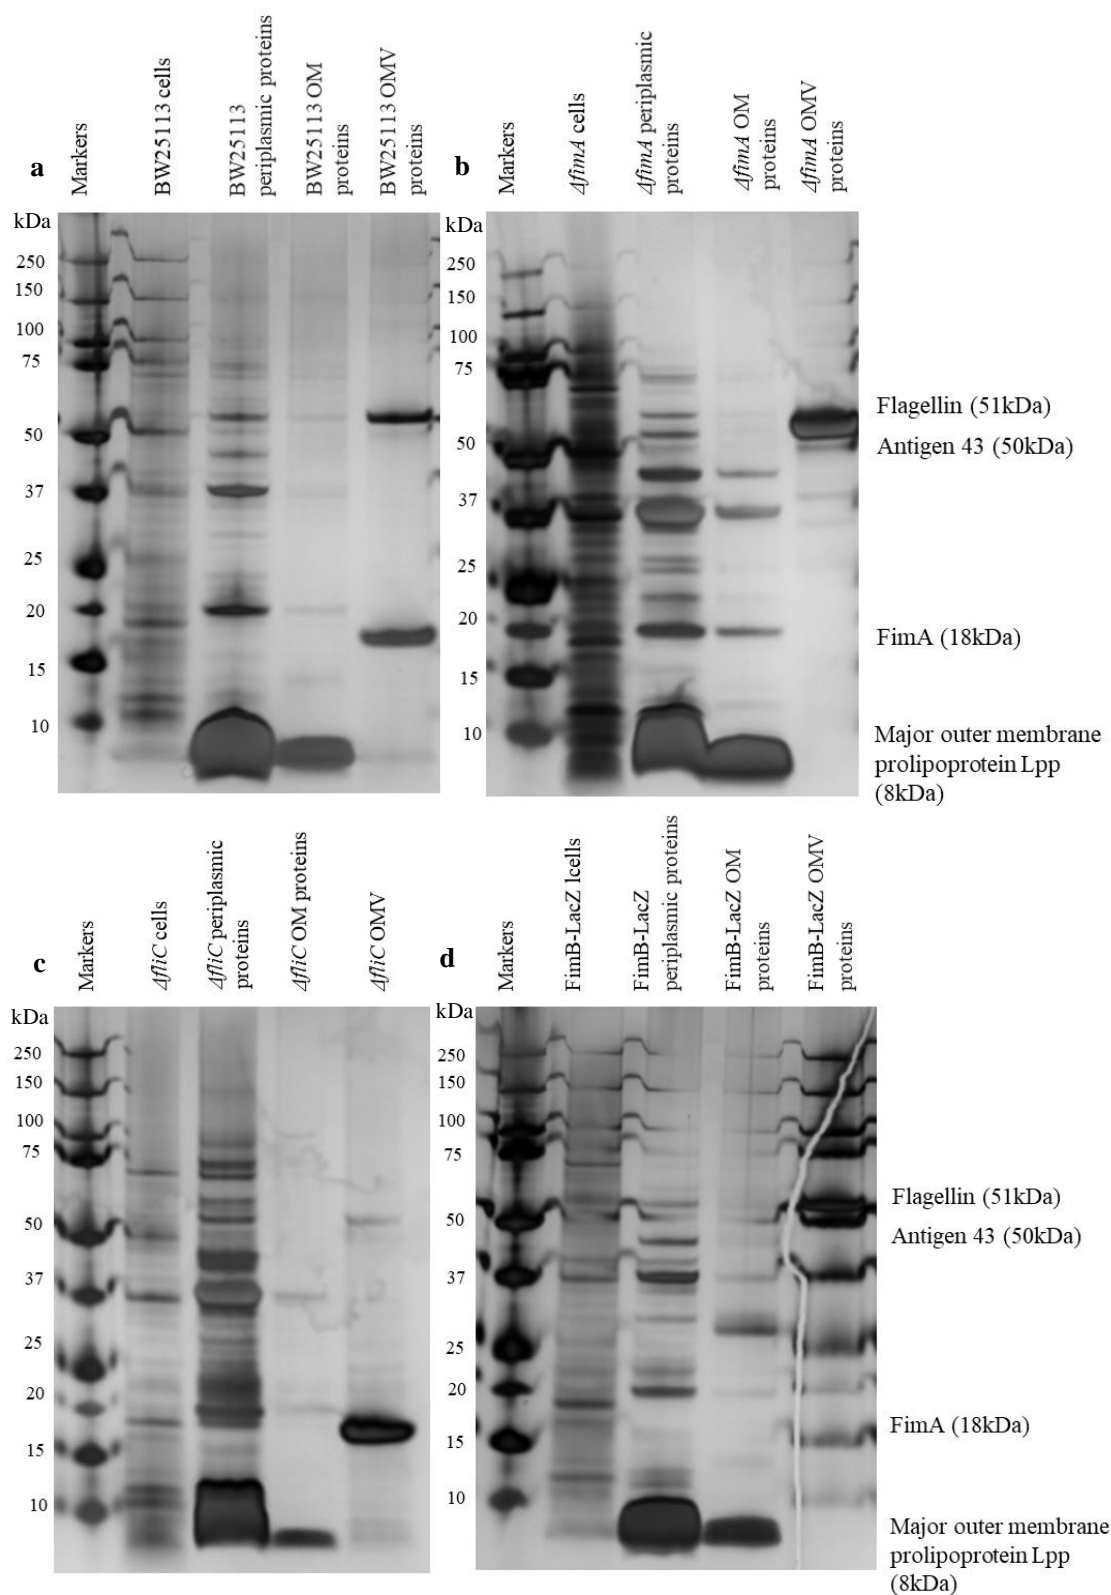 a
Markers
BW25113 cells
BW25113
periplasmic proteins
BW25113 OM
proteins
BW25113 OMV
proteins
kDa
250
150
100
75
50
37
25
20
15
10
b
Markers
ΔfimA cells
ΔfimA periplasmic
proteins
ΔfimA OM
proteins
ΔfimA OMV
proteins
kDa
250
150
100
75
50
37
25
20
15
10
Flagellin (51kDa)
Antigen 43 (50kDa)
FimA (18kDa)
Major outer membrane
prolipoprotein Lpp
(8kDa)
c
Markers
ΔfliC cells
ΔfliC periplasmic
proteins
ΔfliC OM proteins
ΔfliC OMV
kDa
250
150
100
75
50
37
25
20
15
10
d
Markers
FimB-LacZ lcells
FimB-LacZ
periplasmic proteins
FimB-LacZ OM
proteins
FimB-LacZ OMV
proteins
kDa
250
150
100
75
50
37
25
20
15
10
Flagellin (51kDa)
Antigen 43 (50kDa)
FimA (18kDa)
Major outer membrane
prolipoprotein Lpp
(8kDa)